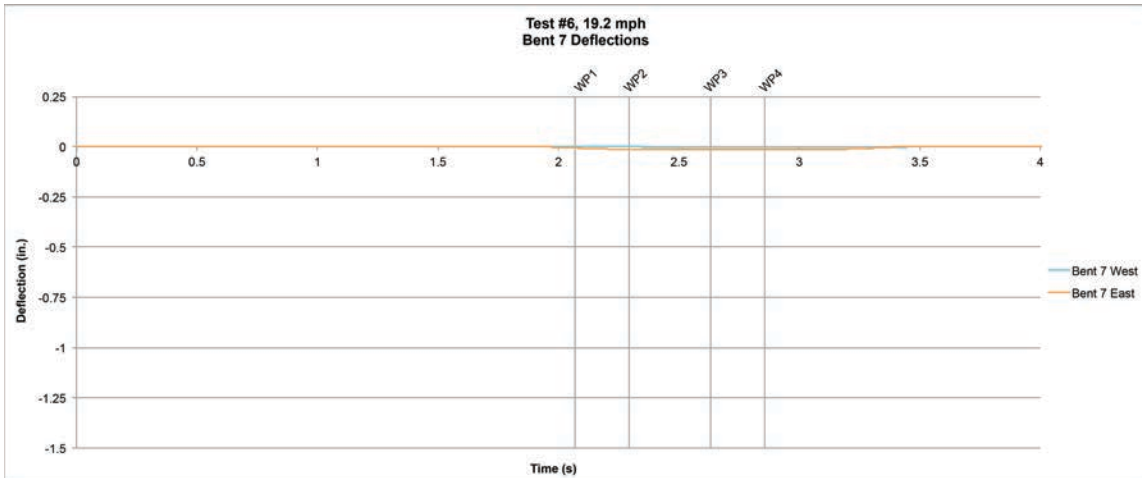 Test #6, 19.2 mph
Bent 7 Deflections
WP1 WP2 WP3 WP4
0.25
0
0 0.5 1 1.5 2 2.5 3 3.5 4
-0.25
-0.5
-0.75
-1
-1.25
-1.5
Deflection (in.)
Time (s)
Bent 7 West
Bent 7 East